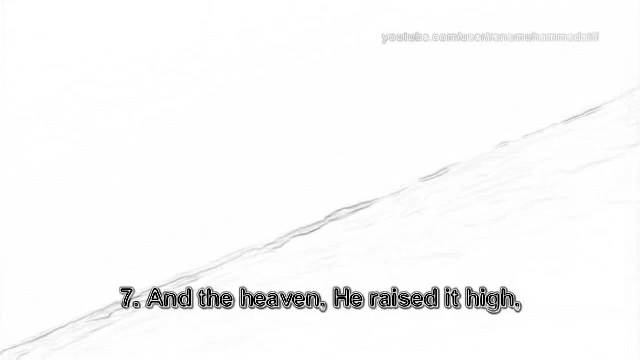 7. And the heaven, He raised it high,